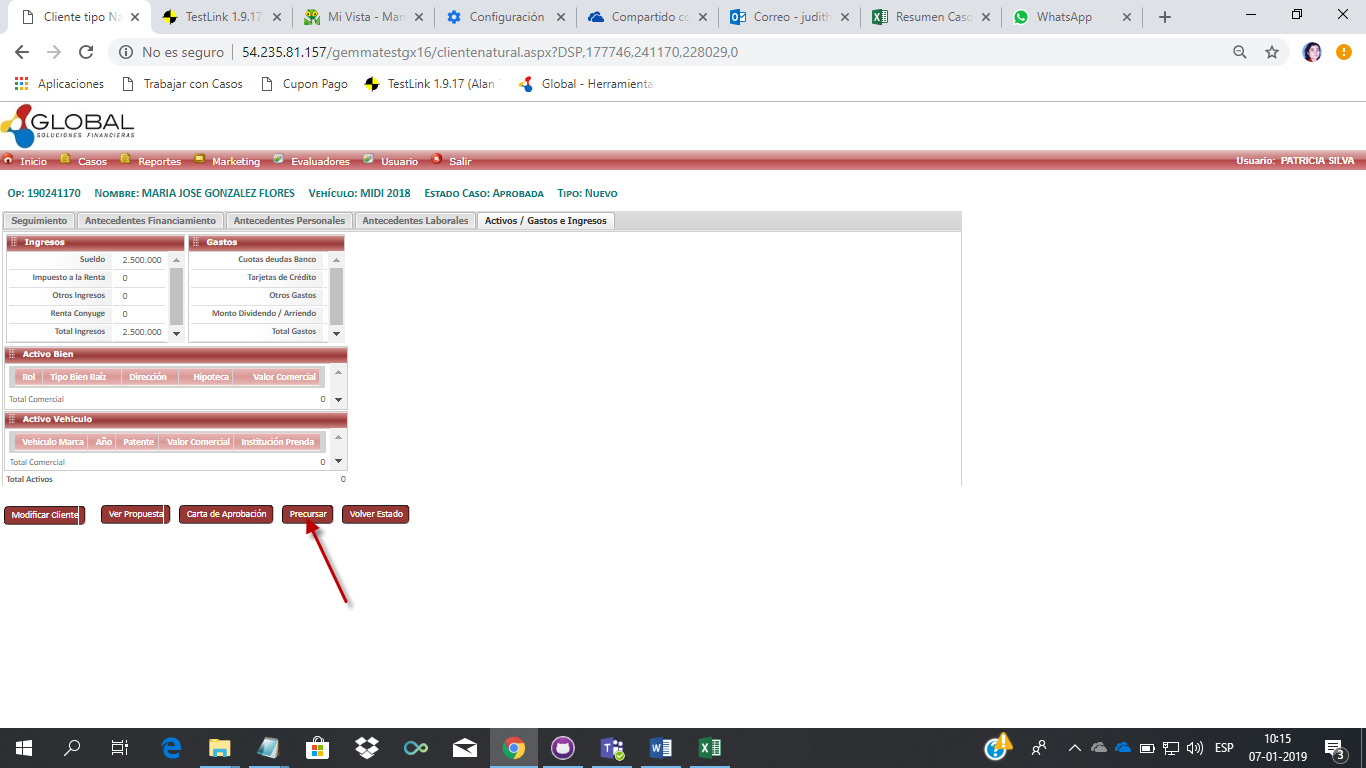 Cliente tipo Na
TestLink 1.9.17
Mi Vista - Man
Configuración
Compartido co
Correo - judith
Resumen Caso
WhatsApp
No es seguro 54.235.81.157/gemmatestgx16/clientenatural.aspx?DSP,177746,241170,228029,0
Aplicaciones Trabajar con Casos Cupon Pago TestLink 1.9.17 (Alan Global - Herramienta
GLOBAL
SOLUCIONES FINANCIERAS
Inicio Casos Reportes Marketing Evaluadores Usuario Salir Usuario: PATRICIA SILVA
Op: 190241170 Nombre: MARIA JOSE GONZALEZ FLORES Vehículo: MIDI 2018 Estado Caso: Aprobada Tipo: Nuevo
Seguimiento Antecedentes Financiamiento Antecedentes Personales Antecedentes Laborales Activos / Gastos e Ingresos
Ingresos
Sueldo 2.500.000
Impuesto a la Renta 0
Otros Ingresos 0
Renta Conyuge 0
Total Ingresos 2.500.000
Gastos
Cuotas deudas Banco
Tarjetas de Crédito
Otros Gastos
Monto Dividendo / Arriendo
Total Gastos
Activo Bien
Rol Tipo Bien Raíz Dirección Hipoteca Valor Comercial
Total Comercial 0
Activo Vehiculo
Vehiculo Marca Año Patente Valor Comercial Institución Prenda
Total Comercial 0
Total Activos 0
Modificar Cliente Ver Propuesta Carta de Aprobación Precursar Volver Estado
ESP
10:15
07-01-2019
3